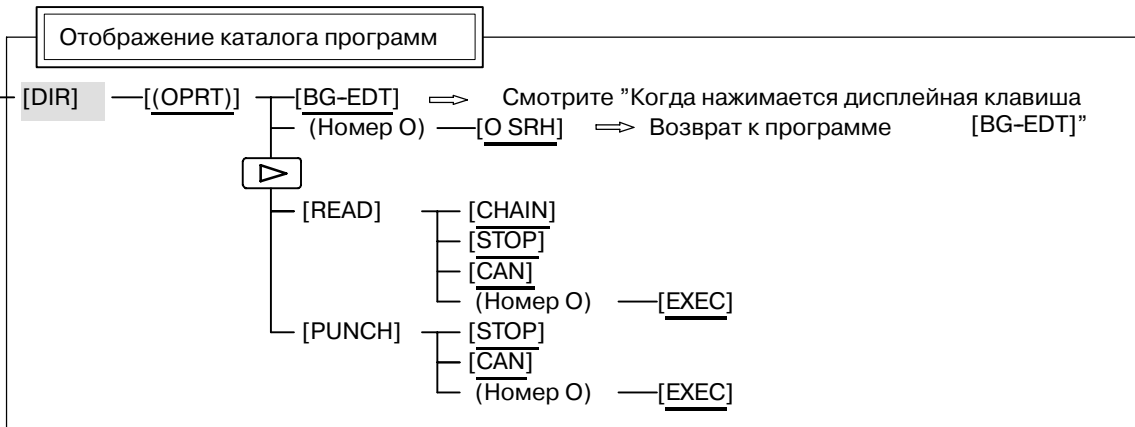 Отображение каталога программ
[DIR] [(OPRT)] [BG-EDT] Смотрите "Когда нажимается дисплейная клавиша
(Номер O) [O SRH] Возврат к программе [BG-EDT]"
[READ] [CHAIN]
[STOP]
[CAN]
(Номер O) [EXEC]
[PUNCH] [STOP]
[CAN]
(Номер O) [EXEC]